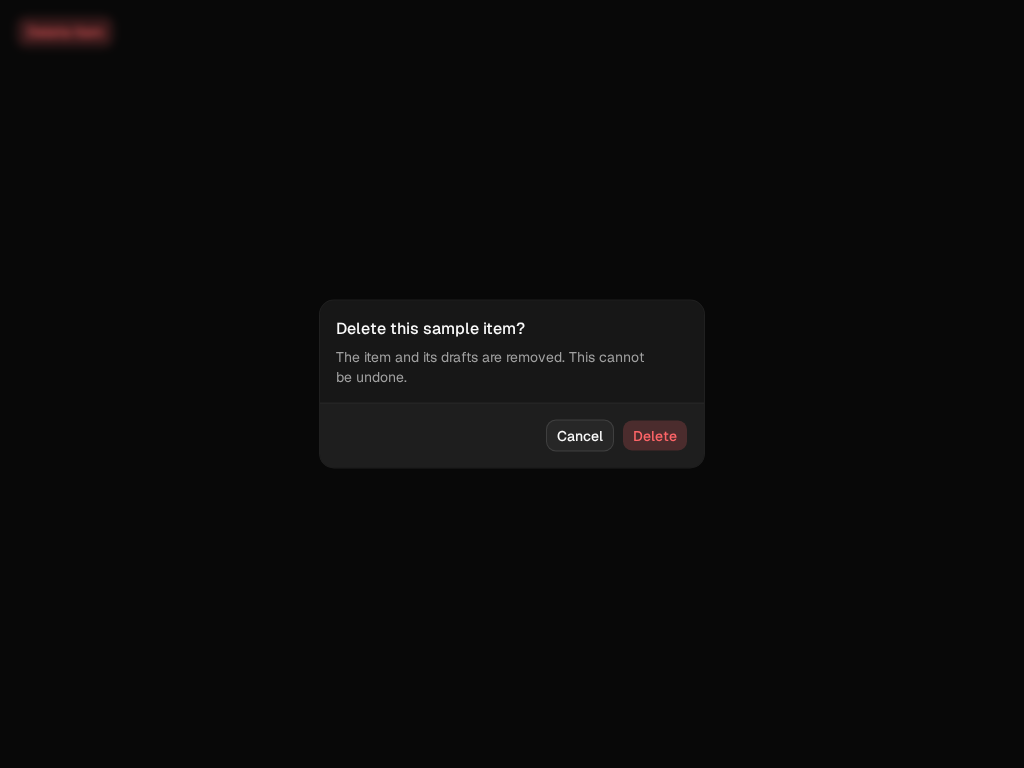 Delete this sample item?
The item and its drafts are removed. This cannot
be undone.
Cancel
Delete